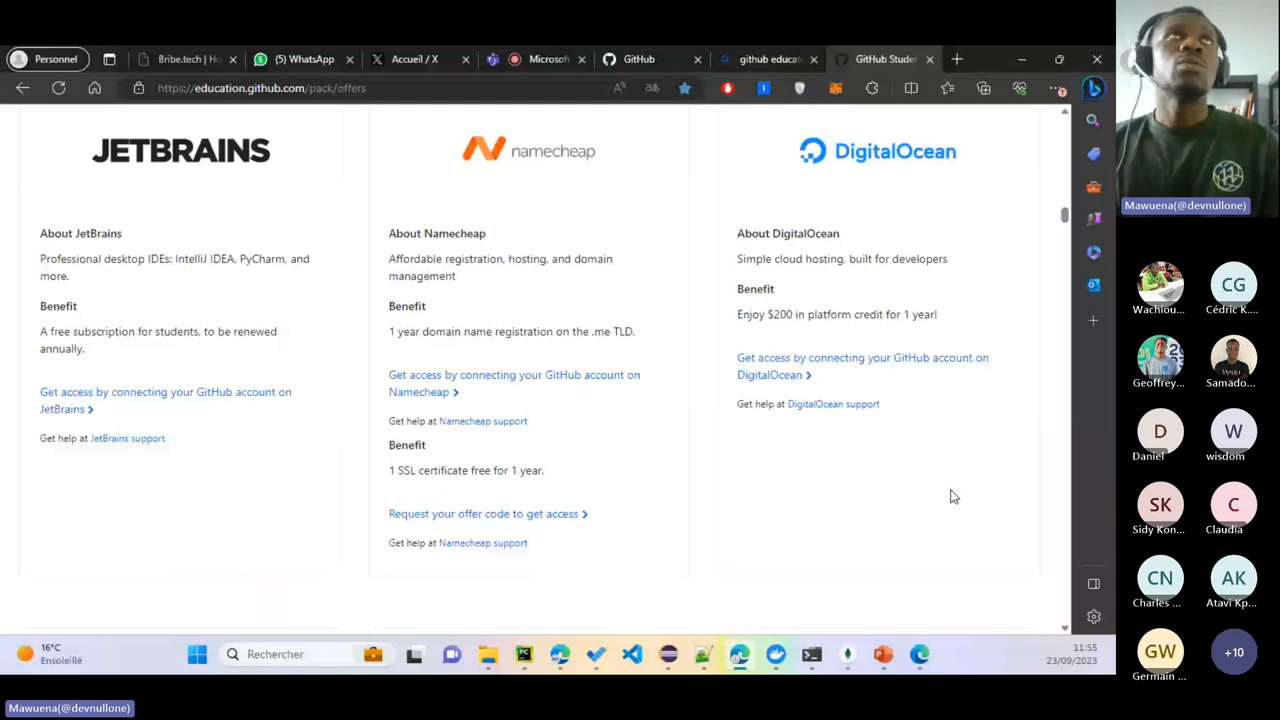 Personnel
Bribe.tech | Ho
(5) WhatsApp
Accueil / X
Microsof
GitHub
github educati
GitHub Studen
https://education.github.com/pack/offers
JETBRAINS
About JetBrains
Professional desktop IDEs: IntelliJ IDEA, PyCharm, and
more.
Benefit
A free subscription for students, to be renewed
annually.
Get access by connecting your GitHub account on
JetBrains >
Get help at JetBrains support
namecheap
About Namecheap
Affordable registration, hosting, and domain
management
Benefit
1 year domain name registration on the .me TLD.
Get access by connecting your GitHub account on
Namecheap >
Get help at Namecheap support
Benefit
1 SSL certificate free for 1 year.
Request your offer code to get access >
Get help at Namecheap support
DigitalOcean
About DigitalOcean
Simple cloud hosting, built for developers
Benefit
Enjoy $200 in platform credit for 1 year!
Get access by connecting your GitHub account on
DigitalOcean >
Get help at DigitalOcean support
Mawuena(@devnullone)
Wachiou...
CG
Cédric K....
Geoffrey...
Samado...
D
Daniel
W
wisdom
SK
Sidy Kon...
C
Claudia
CN
Charles ...
AK
Atavi Kp...
GW
Germain ...
+10
16°C
Ensoleillé
Rechercher
11:55
23/09/2023
Mawuena(@devnullone)